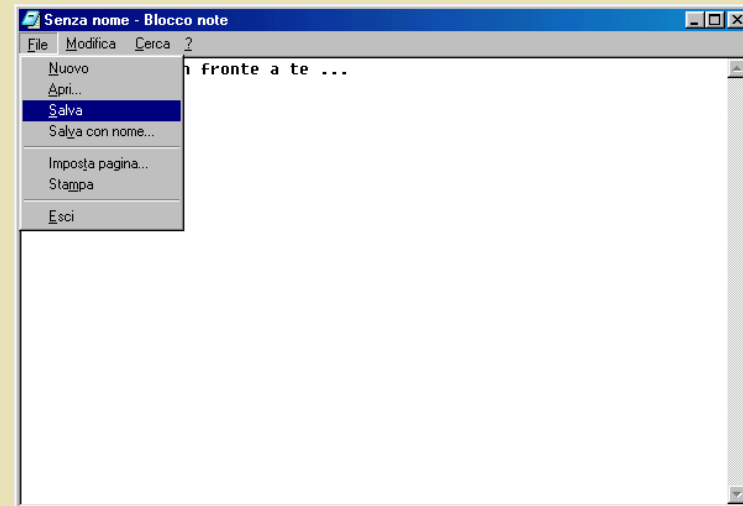 Senza nome - Blocco note
File Modifica Cerca ?
fronte a te ...
Nuovo
Apri...
Salva
Salva con nome...
Imposta pagina...
Stampa
Esci